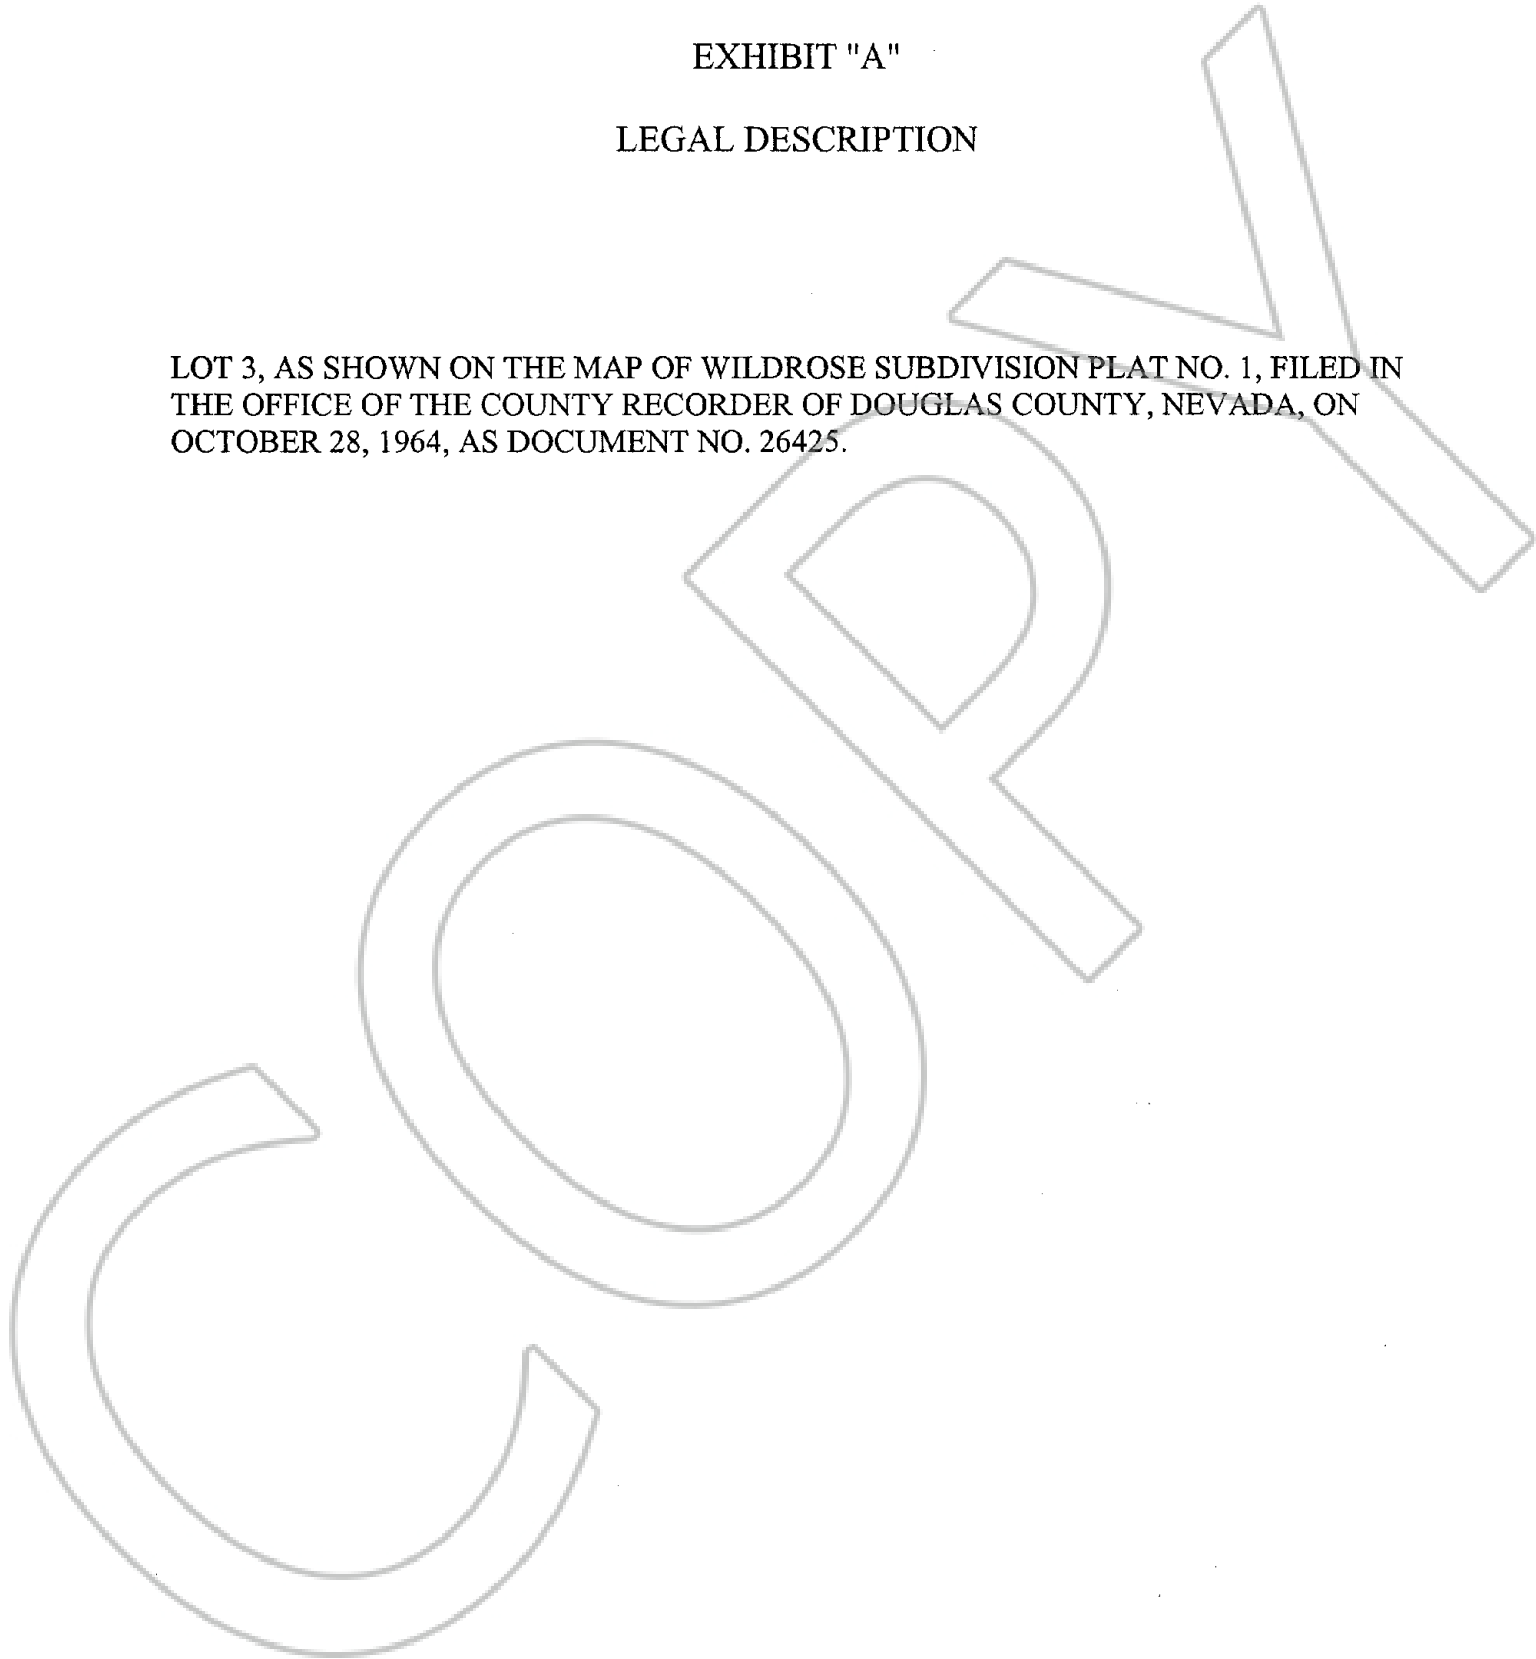 EXHIBIT "A"
LEGAL DESCRIPTION
LOT 3, AS SHOWN ON THE MAP OF WILDROSE SUBDIVISION PLAT NO. 1, FILED IN
THE OFFICE OF THE COUNTY RECORDER OF DOUGLAS COUNTY, NEVADA, ON
OCTOBER 28, 1964, AS DOCUMENT NO. 26425.
COPY